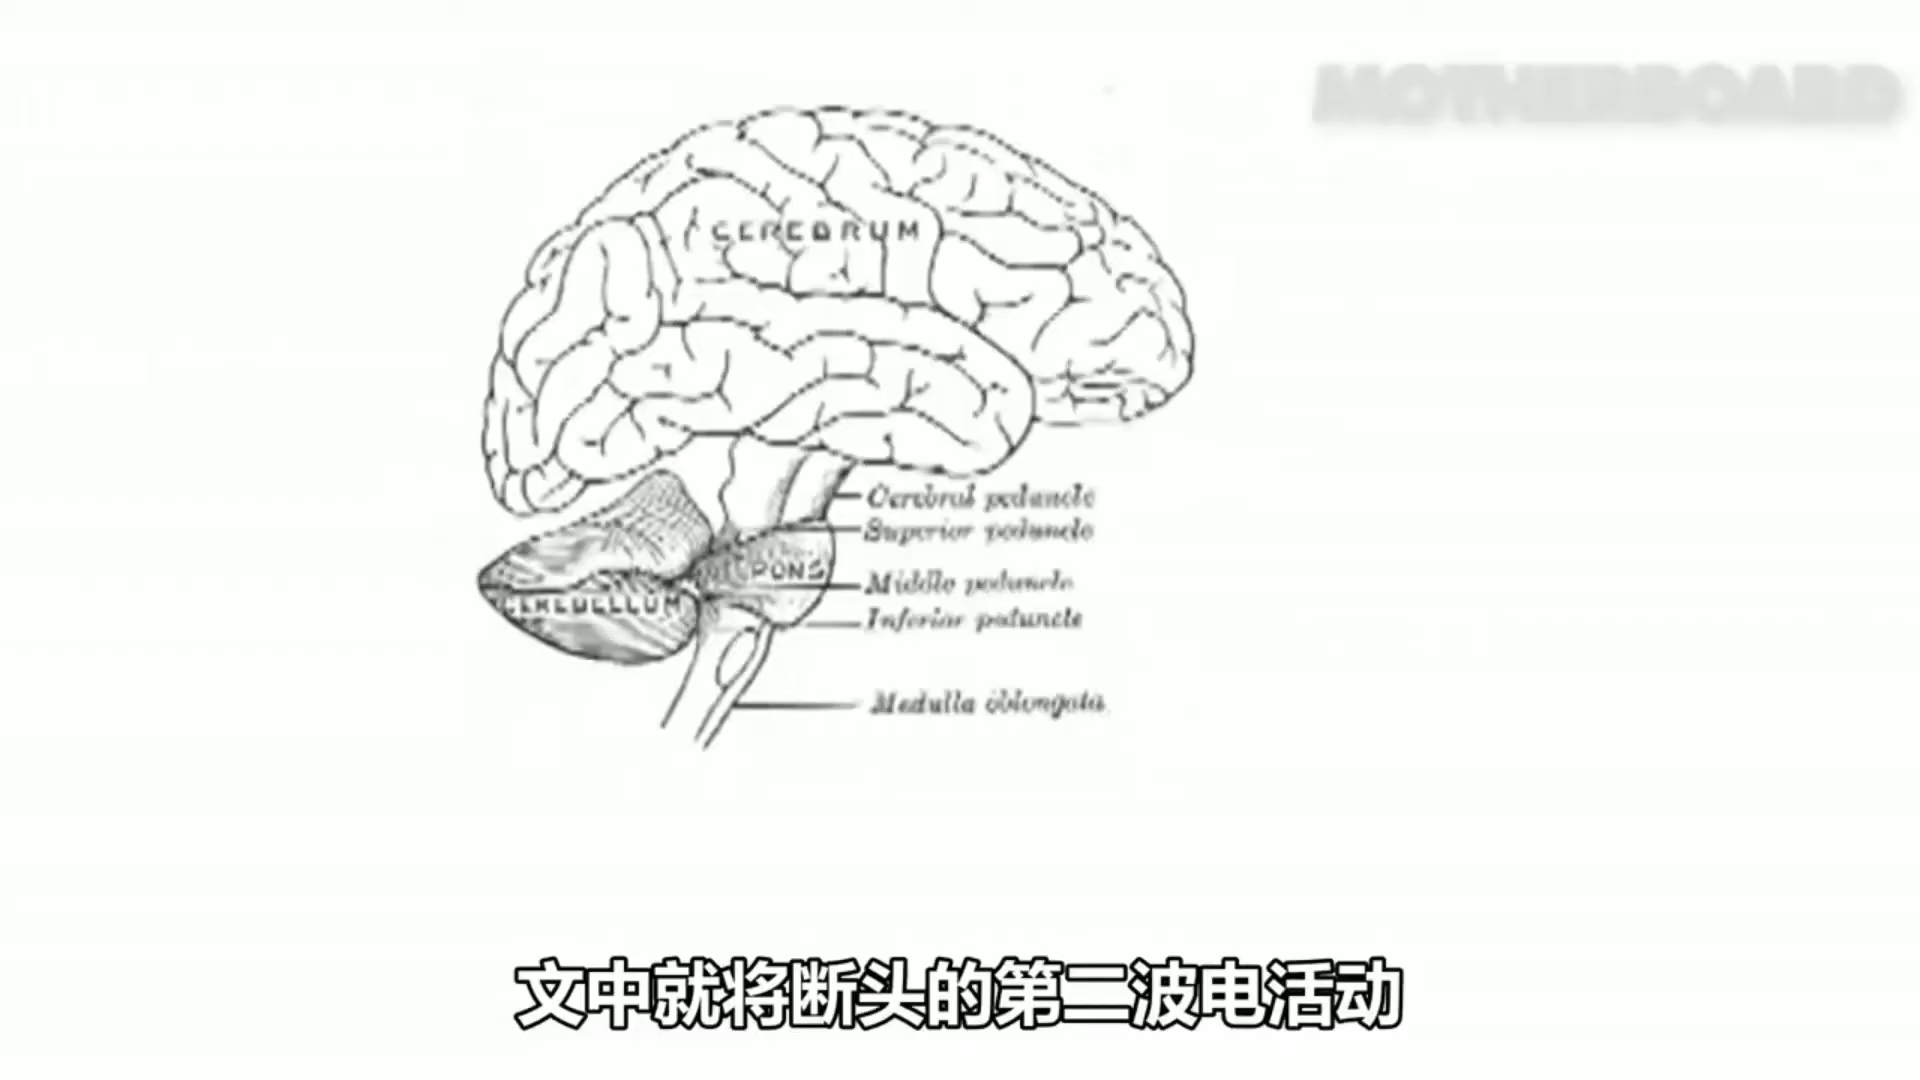 MOTHERBOARD
CEREBRUM
Cerebral peduncle
Superior peduncle
PONS
Middle peduncle
CEREBELLUM
Inferior peduncle
Medulla oblongata
文中就将断头的第二波电活动